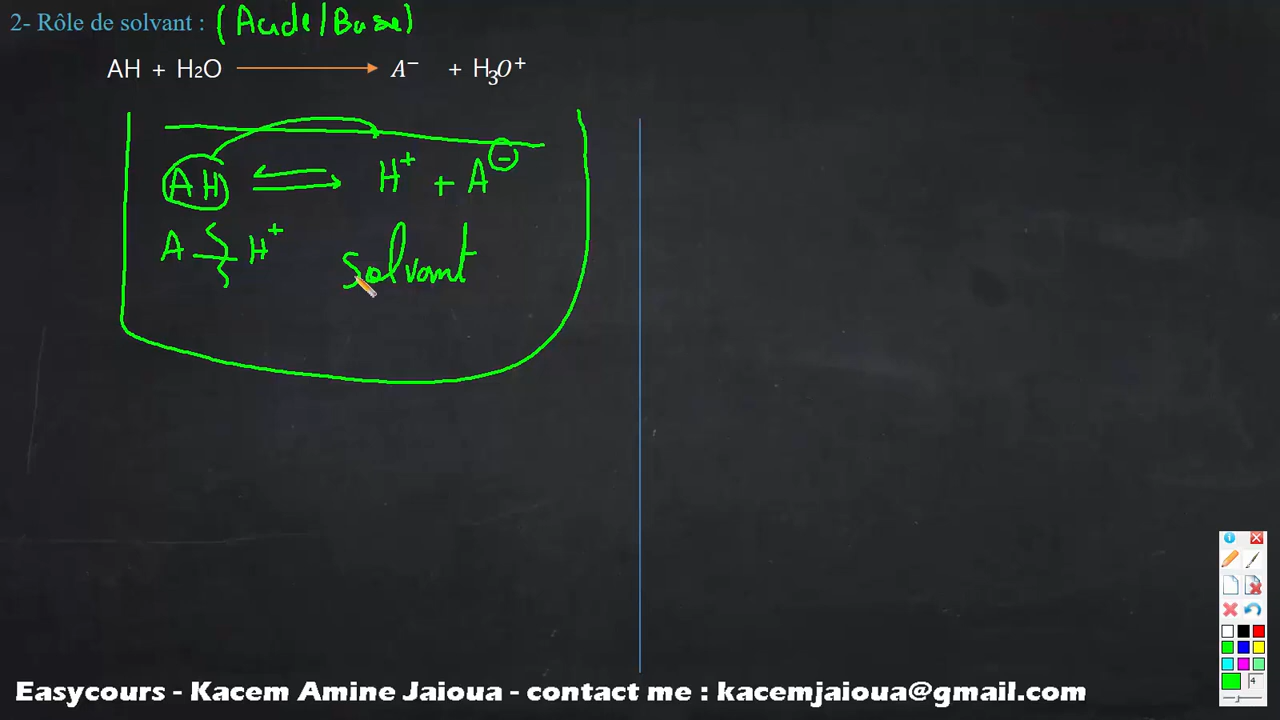 2- Rôle de solvant : (Acide/Base)
AH + H₂O ⟶ A⁻ + H₃O⁺
AH ⇌ H⁺ + A⁻
A H⁺ solvant
4
Easycours - Kacem Amine Jaioua - contact me : kacemjaioua@gmail.com